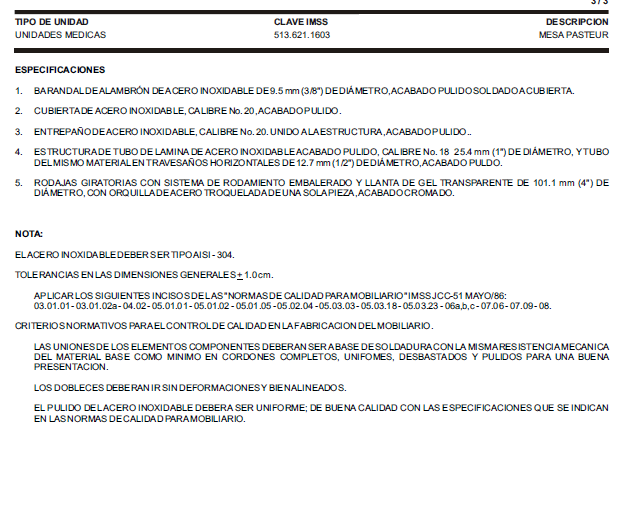 3 / 3
TIPO DE UNIDAD CLAVE IMSS DESCRIPCION
UNIDADES MEDICAS 513.621.1603 MESA PASTEUR
ESPECIFICACIONES
1. BARANDAL DE ALAMBRÓN DE ACERO INOXIDABLE DE 9.5 mm (3/8") DE DIÁMETRO, ACABADO PULIDO SOLDADO A CUBIERTA.
2. CUBIERTA DE ACERO INOXIDABLE, CALIBRE No. 20, ACABADO PULIDO.
3. ENTREPAÑO DE ACERO INOXIDABLE, CALIBRE No. 20. UNIDO A LA ESTRUCTURA, ACABADO PULIDO..
4. ESTRUCTURA DE TUBO DE LAMINA DE ACERO INOXIDABLE ACABADO PULIDO, CALIBRE No. 18 25.4 mm (1") DE DIÁMETRO, Y TUBO
DEL MISMO MATERIAL EN TRAVESAÑOS HORIZONTALES DE 12.7 mm (1/2") DE DIÁMETRO, ACABADO PULDO.
5. RODAJAS GIRATORIAS CON SISTEMA DE RODAMIENTO EMBALERADO Y LLANTA DE GEL TRANSPARENTE DE 101.1 mm (4") DE
DIÁMETRO, CON ORQUILLA DE ACERO TROQUELADA DE UNA SOLA PIEZA, ACABADO CROMADO.
NOTA:
EL ACERO INOXIDABLE DEBER SER TIPO AISI - 304.
TOLERANCIAS EN LAS DIMENSIONES GENERALES ± 1.0 cm.
APLICAR LOS SIGUIENTES INCISOS DE LAS "NORMAS DE CALIDAD PARA MOBILIARIO" IMSS JCC-51 MAYO/86:
03.01.01 - 03.01.02a - 04.02 - 05.01.01 - 05.01.02 - 05.01.05 - 05.02.04 - 05.03.03 - 05.03.18 - 05.03.23 - 06a,b,c - 07.06 - 07.09 - 08.
CRITERIOS NORMATIVOS PARA EL CONTROL DE CALIDAD EN LA FABRICACION DEL MOBILIARIO.
LAS UNIONES DE LOS ELEMENTOS COMPONENTES DEBERAN SER A BASE DE SOLDADURA CON LA MISMA RESISTENCIA MECANICA
DEL MATERIAL BASE COMO MINIMO EN CORDONES COMPLETOS, UNIFOMES, DESBASTADOS Y PULIDOS PARA UNA BUENA
PRESENTACION.
LOS DOBLECES DEBERAN IR SIN DEFORMACIONES Y BIEN ALINEADOS.
EL PULIDO DEL ACERO INOXIDABLE DEBERA SER UNIFORME; DE BUENA CALIDAD CON LAS ESPECIFICACIONES QUE SE INDICAN
EN LAS NORMAS DE CALIDAD PARA MOBILIARIO.